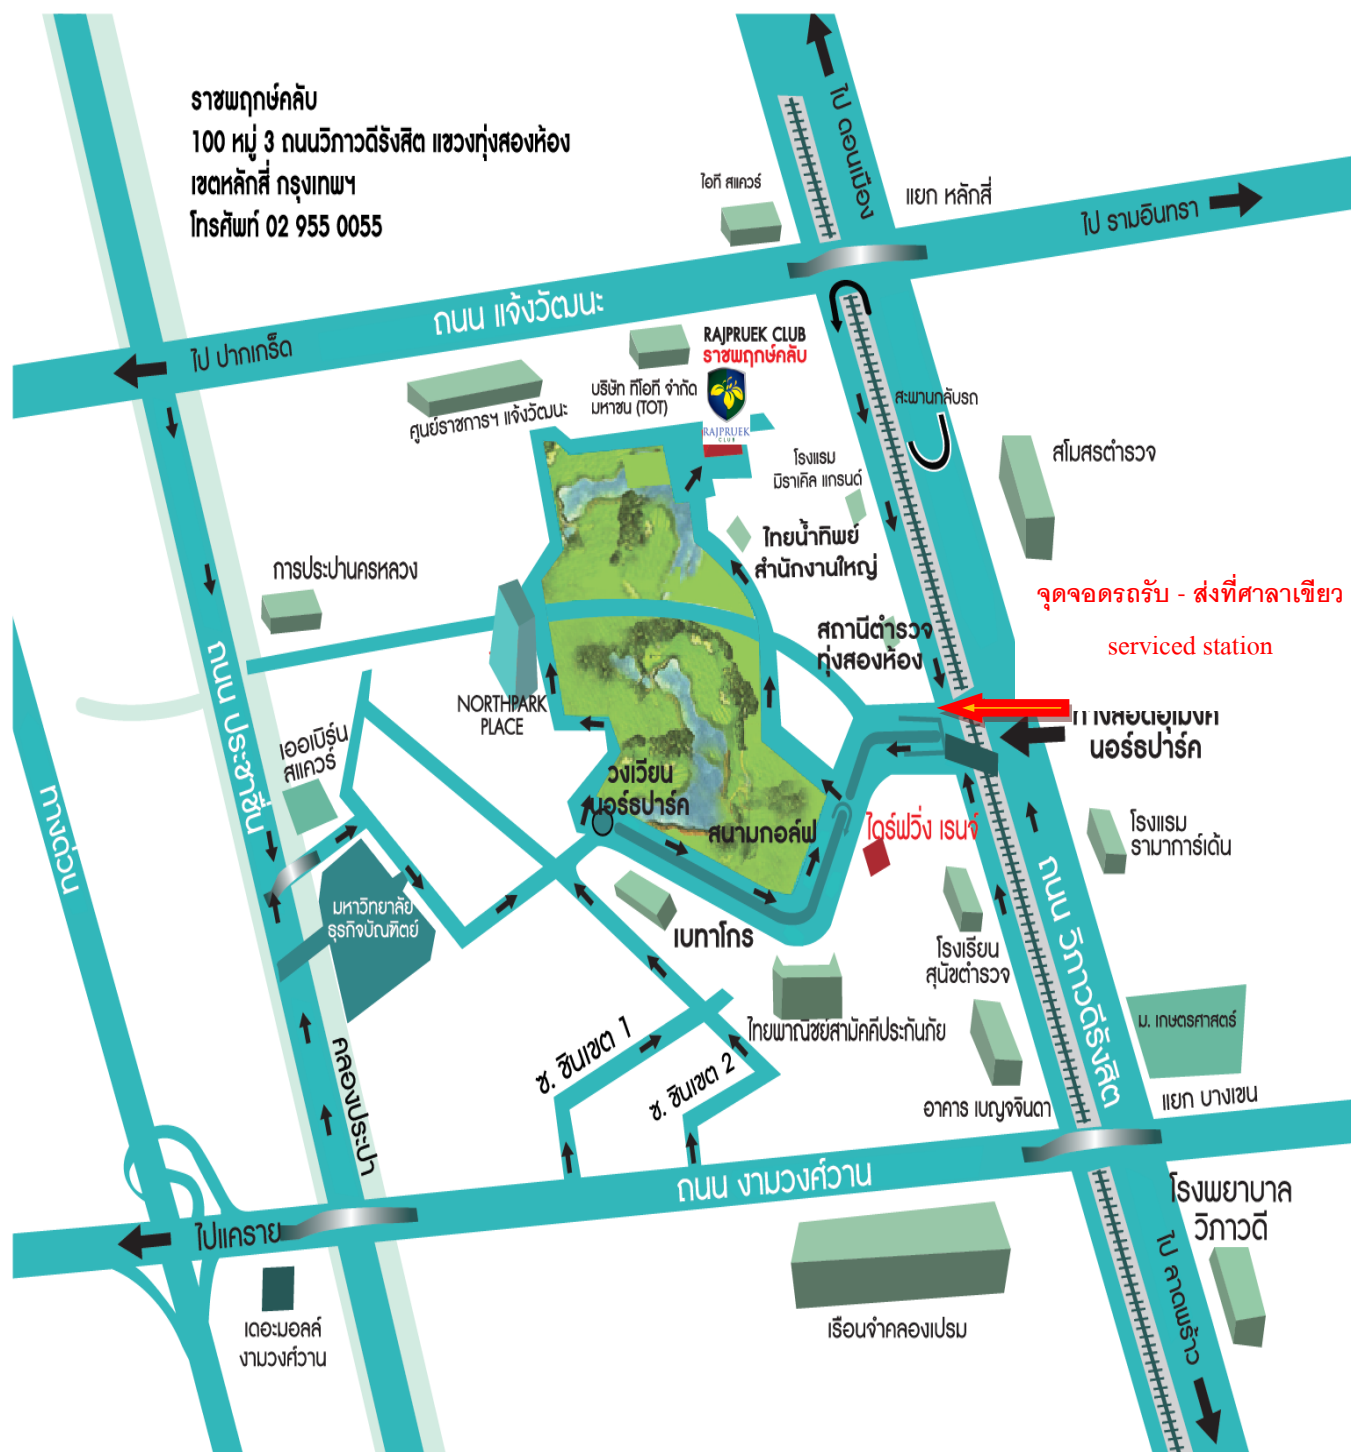 ราชพฤกษ์คลับ
100 หมู่ 3 ถนนวิภาวดีรังสิต แขวงทุ่งสองห้อง
เขตหลักสี่ กรุงเทพฯ
โทรศัพท์ 02 955 0055
ไป ดอนเมือง
ไอที สแควร์
แยก หลักสี่
ไป รามอินทรา
ถนน แจ้งวัฒนะ
ไป ปากเกร็ด
RAJPRUEK CLUB
ราชพฤกษ์คลับ
บริษัท ทีโอที จำกัด
มหาชน (TOT)
ศูนย์ราชการฯ แจ้งวัฒนะ
RAJPRUEK
CLUB
สะพานกลับรถ
สโมสรตำรวจ
โรงแรม
มิราเคิล แกรนด์
ไทยน้ำทิพย์
สำนักงานใหญ่
การประปานครหลวง
จุดจอดรถรับ - ส่งที่ศาลาเขียว
serviced station
สถานีตำรวจ
ทุ่งสองห้อง
ถนน ประชาชื่น
NORTHPARK
PLACE
ทางลอดอุโมงค์
นอร์ธปาร์ค
เออเบิร์น
สแควร์
วงเวียน
นอร์ธปาร์ค
สนามกอล์ฟ
ไดร์ฟวิ่ง เรนจ์
ทางด่วน
โรงแรม
รามาการ์เด้น
มหาวิทยาลัย
ธุรกิจบัณฑิตย์
เบทาโกร
โรงเรียน
สุนัขตำรวจ
ถนน วิภาวดีรังสิต
ไทยพาณิชย์สามัคคีประกันภัย
ม. เกษตรศาสตร์
ซ. ชินเขต 1
ซ. ชินเขต 2
อาคาร เบญจจินดา
แยก บางเขน
คลองประปา
ถนน งามวงศ์วาน
ไปแคราย
โรงพยาบาล
วิภาวดี
ไป ลาดพร้าว
เดอะมอลล์
งามวงศ์วาน
เรือนจำคลองเปรม